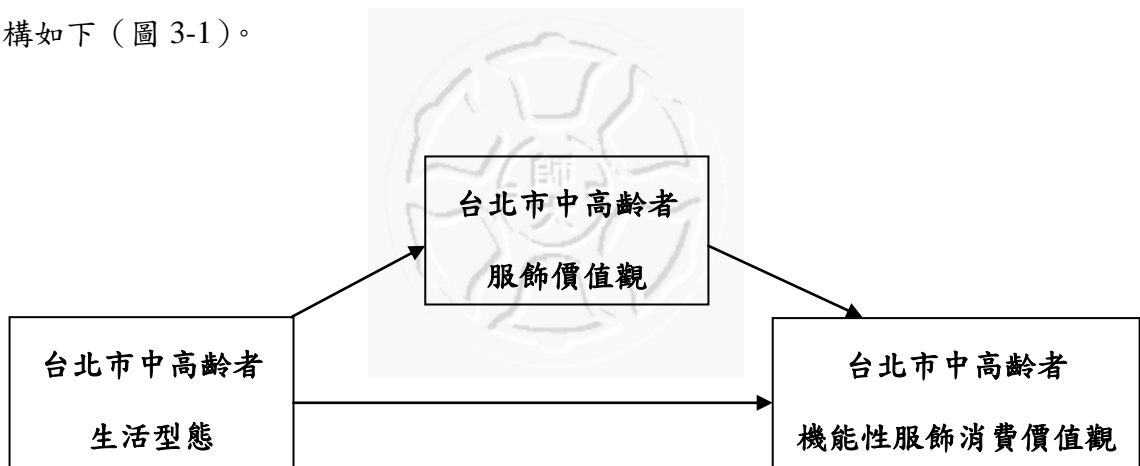 構如下（圖 3-1）。
台北市中高齡者
服飾價值觀
台北市中高齡者
生活型態
台北市中高齡者
機能性服飾消費價值觀